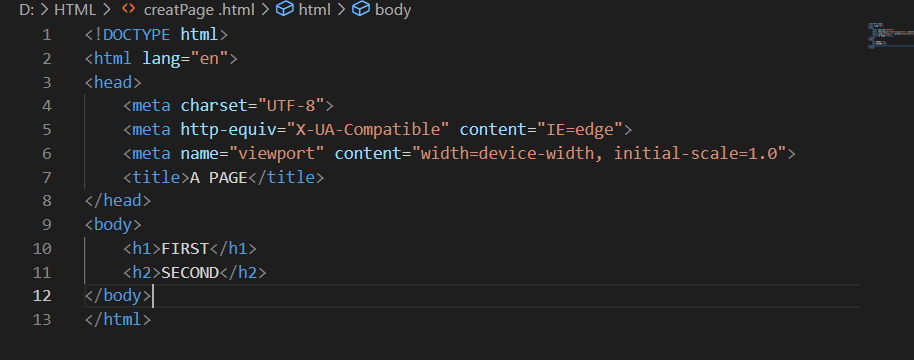 D: > HTML > <> creatPage .html > html > body
1 <!DOCTYPE html>
2 <html lang="en">
3 <head>
4 <meta charset="UTF-8">
5 <meta http-equiv="X-UA-Compatible" content="IE=edge">
6 <meta name="viewport" content="width=device-width, initial-scale=1.0">
7 <title>A PAGE</title>
8 </head>
9 <body>
10 <h1>FIRST</h1>
11 <h2>SECOND</h2>
12 </body>
13 </html>